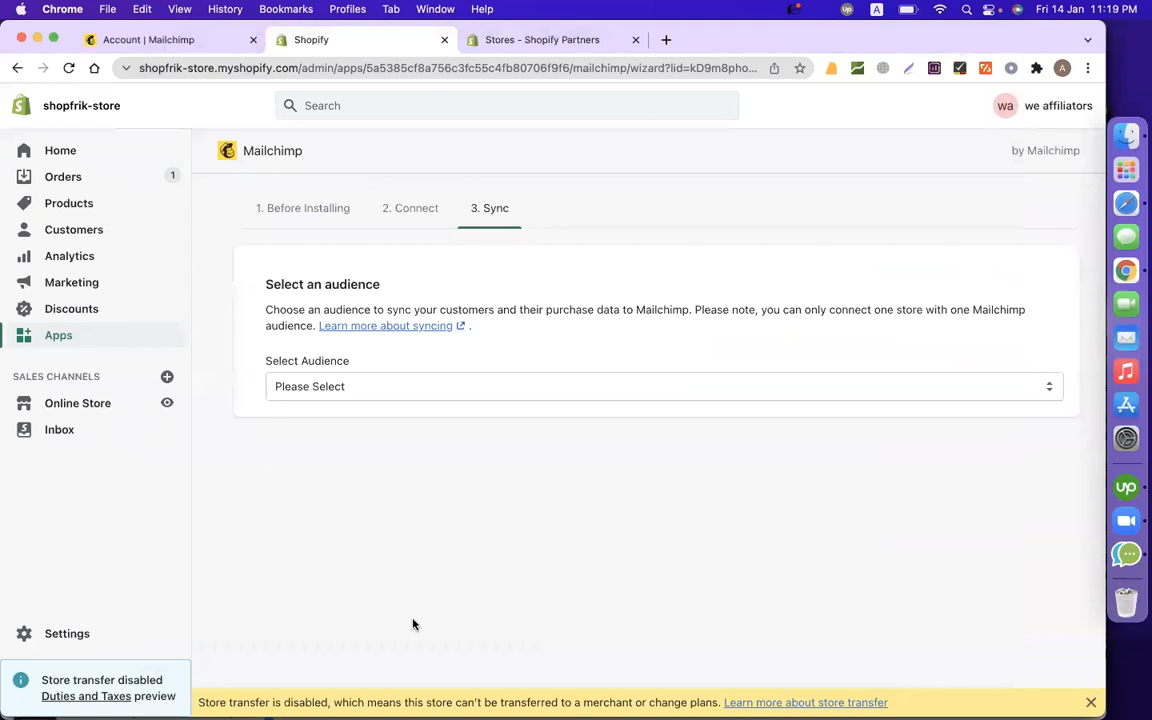 Chrome File Edit View History Bookmarks Profiles Tab Window Help A Fri 14 Jan 11:19 PM
Account | Mailchimp Shopify Stores - Shopify Partners
shopfrik-store.myshopify.com/admin/apps/5a5385cf8a756c3fc55c4fb80706f9f6/mailchimp/wizard?lid=kD9m8pho... A
shopfrik-store Search wa we affiliators
Home
Orders 1
Products
Customers
Analytics
Marketing
Discounts
Apps
SALES CHANNELS
Online Store
Inbox
Settings
Store transfer disabled
Duties and Taxes preview
Mailchimp by Mailchimp
1. Before Installing 2. Connect 3. Sync
Select an audience
Choose an audience to sync your customers and their purchase data to Mailchimp. Please note, you can only connect one store with one Mailchimp
audience. Learn more about syncing .
Select Audience
Please Select
Store transfer is disabled, which means this store can't be transferred to a merchant or change plans. Learn more about store transfer
up